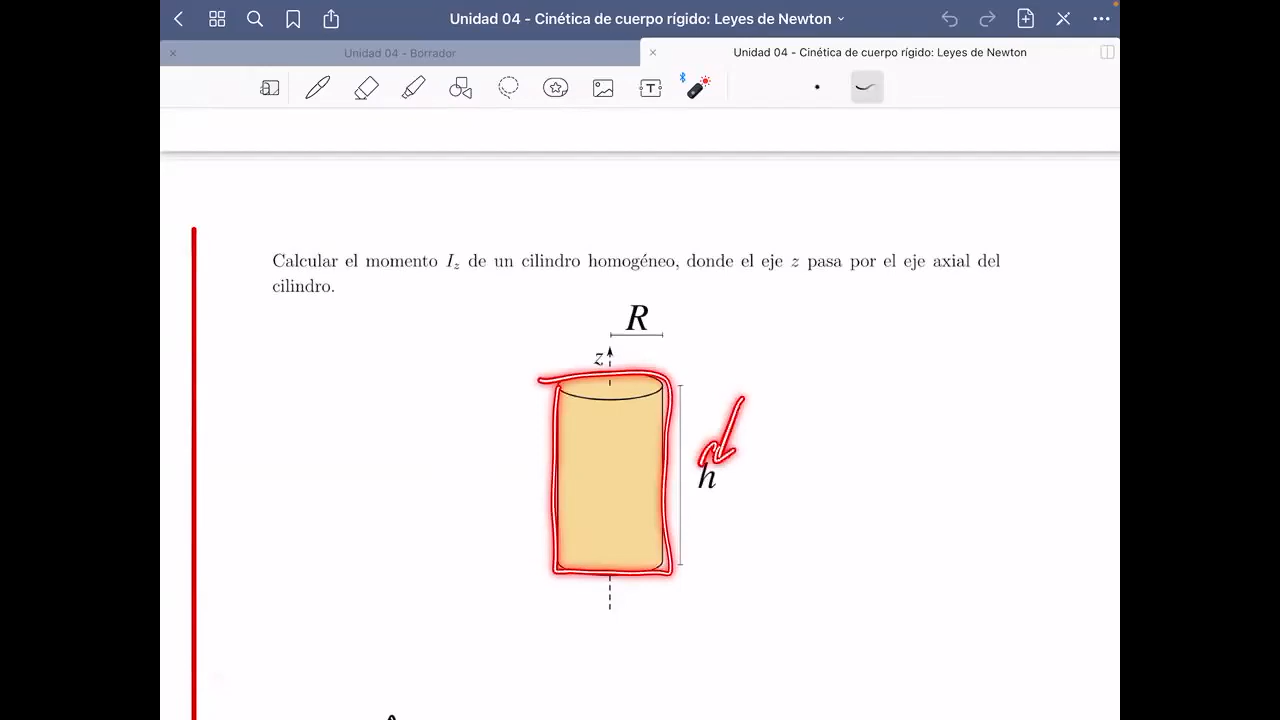 Unidad 04 - Cinética de cuerpo rígido: Leyes de Newton
Unidad 04 - Borrador
Unidad 04 - Cinética de cuerpo rígido: Leyes de Newton
T
Calcular el momento I_z de un cilindro homogéneo, donde el eje z pasa por el eje axial del
cilindro.
R
z
h